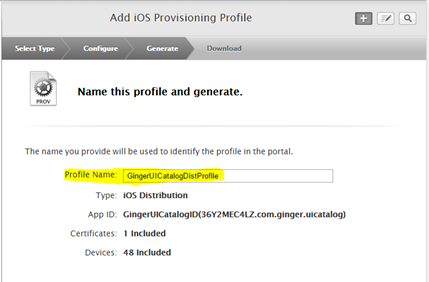 Add iOS Provisioning Profile
Select Type Configure Generate Download
PROV
Name this profile and generate.
The name you provide will be used to identify the profile in the portal.
Profile Name: GingerUICatalogDistProfile
Type: iOS Distribution
App ID: GingerUICatalogID(36Y2MEC4LZ.com.ginger.uicatalog)
Certificates: 1 Included
Devices: 48 Included